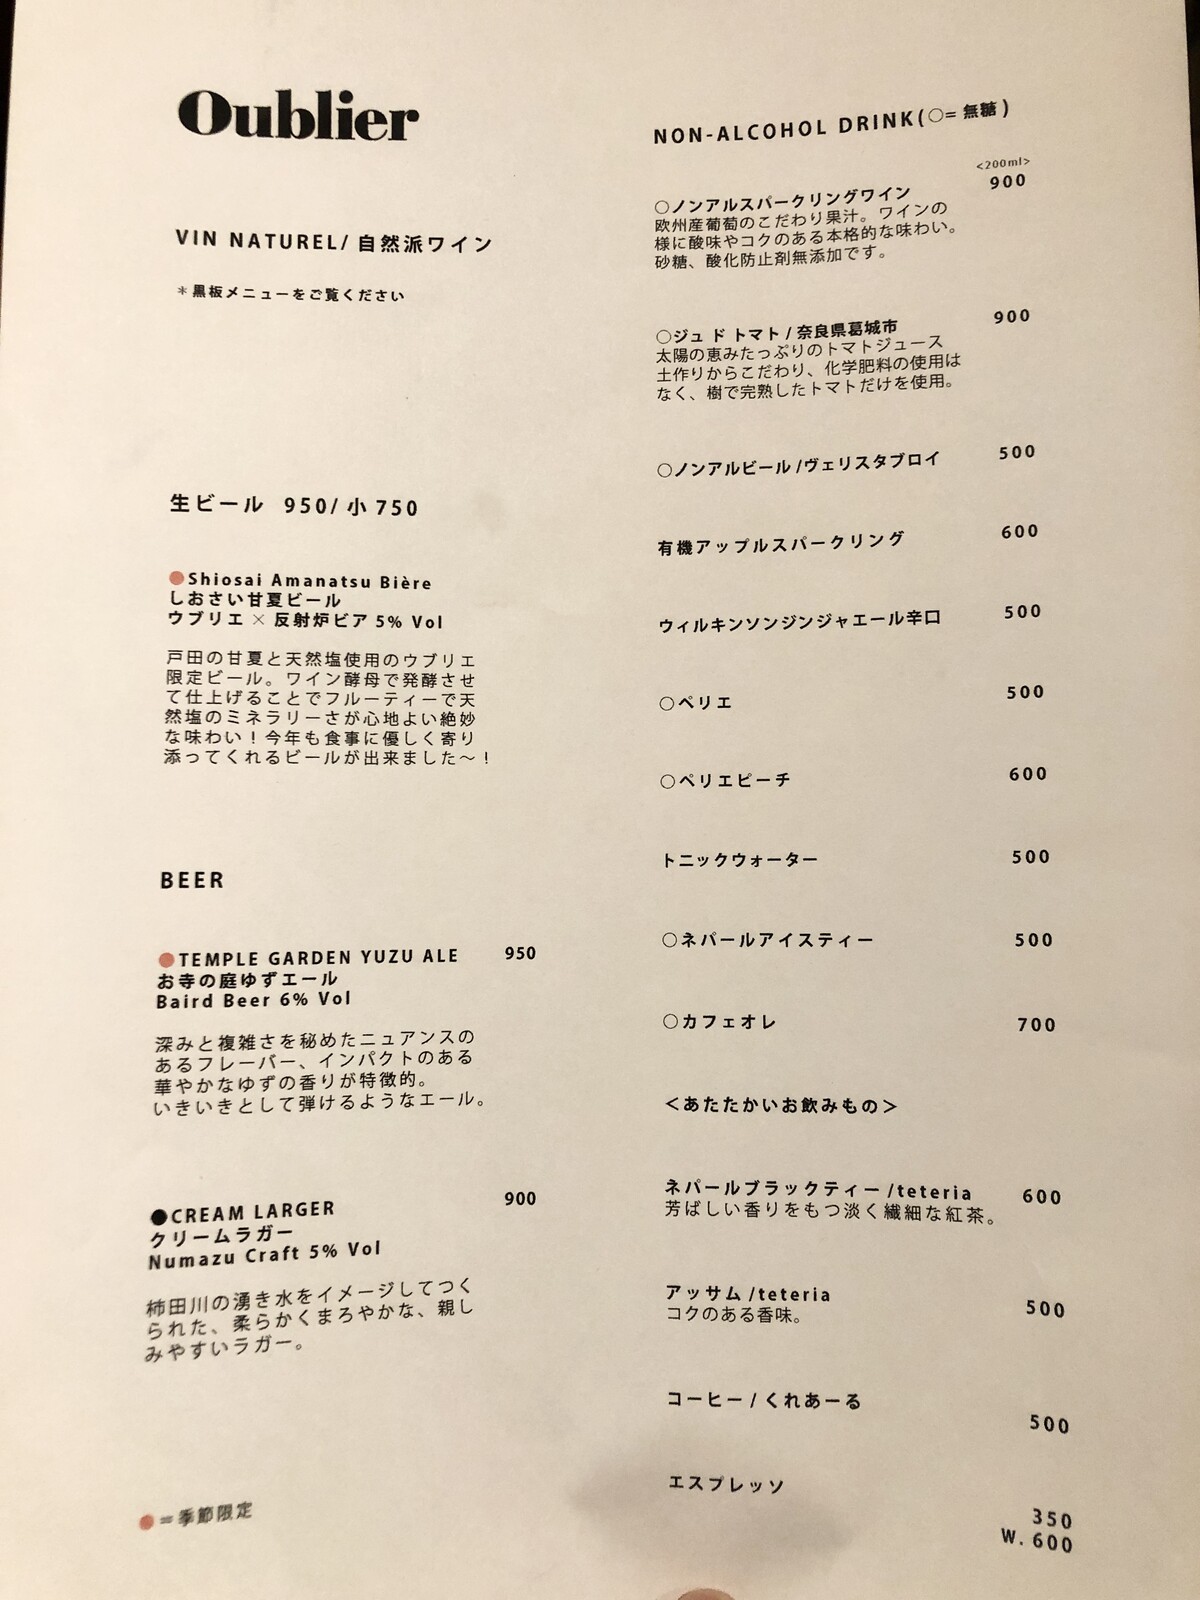 Oublier
VIN NATUREL/ 自然派ワイン
＊黒板メニューをご覧ください
生ビール 950/ 小 750
●Shiosai Amanatsu Bière
しおさい甘夏ビール
ウブリエ × 反射炉ビア 5% Vol
戸田の甘夏と天然塩使用のウブリエ
限定ビール。ワイン酵母で発酵させ
て仕上げることでフルーティーで天
然塩のミネラリーさが心地よい絶妙
な味わい！今年も食事に優しく寄り
添ってくれるビールが出来ました〜！
BEER
●TEMPLE GARDEN YUZU ALE 950
お寺の庭ゆずエール
Baird Beer 6% Vol
深みと複雑さを秘めたニュアンスの
あるフレーバー、インパクトのある
華やかなゆずの香りが特徴的。
いきいきとして弾けるようなエール。
●CREAM LARGER 900
クリームラガー
Numazu Craft 5% Vol
柿田川の湧き水をイメージしてつく
られた、柔らかくまろやかな、親し
みやすいラガー。
●＝季節限定
NON-ALCOHOL DRINK(○= 無糖 )
<200ml>
○ノンアルスパークリングワイン 900
欧州産葡萄のこだわり果汁。ワインの
様に酸味やコクのある本格的な味わい。
砂糖、酸化防止剤無添加です。
○ジュ ド トマト / 奈良県葛城市 900
太陽の恵みたっぷりのトマトジュース
土作りからこだわり、化学肥料の使用は
なく、樹で完熟したトマトだけを使用。
○ノンアルビール /ヴェリスタブロイ 500
有機アップルスパークリング 600
ウィルキンソンジンジャエール辛口 500
○ペリエ 500
○ペリエピーチ 600
トニックウォーター 500
○ネパールアイスティー 500
○カフェオレ 700
＜あたたかいお飲みもの＞
ネパールブラックティー /teteria 600
芳ばしい香りをもつ淡く繊細な紅茶。
アッサム /teteria 500
コクのある香味。
コーヒー / くれあーる
500
エスプレッソ
350
W. 600